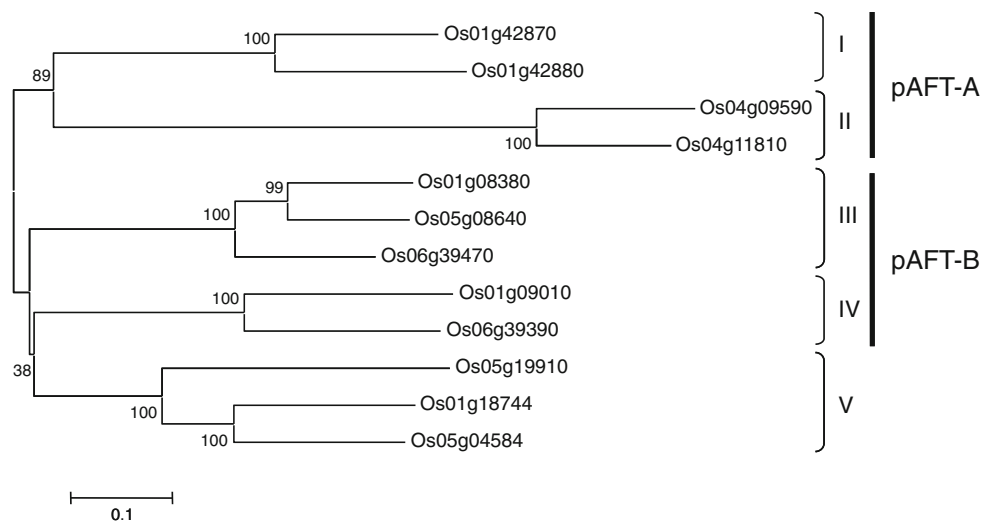 100
Os01g42870
I
Os01g42880
89
pAFT-A
Os04g09590
II
100
Os04g11810
Os01g08380
99
100
Os05g08640
III
Os06g39470
pAFT-B
Os01g09010
100
IV
Os06g39390
Os05g19910
38
100
Os01g18744
V
100
Os05g04584
0.1